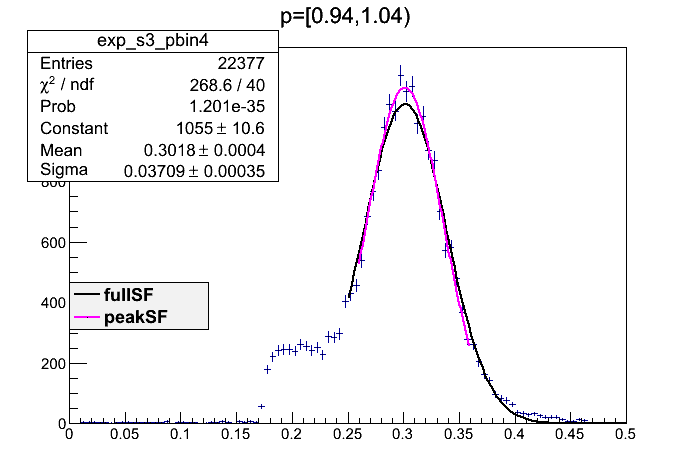 p=[0.94,1.04)
exp_s3_pbin4
Entries 22377
χ² / ndf 268.6 / 40
Prob 1.201e-35
Constant 1055 ± 10.6
Mean 0.3018 ± 0.0004
Sigma 0.03709 ± 0.00035
800
600
400
200
0
fullSF
peakSF
0 0.05 0.1 0.15 0.2 0.25 0.3 0.35 0.4 0.45 0.5